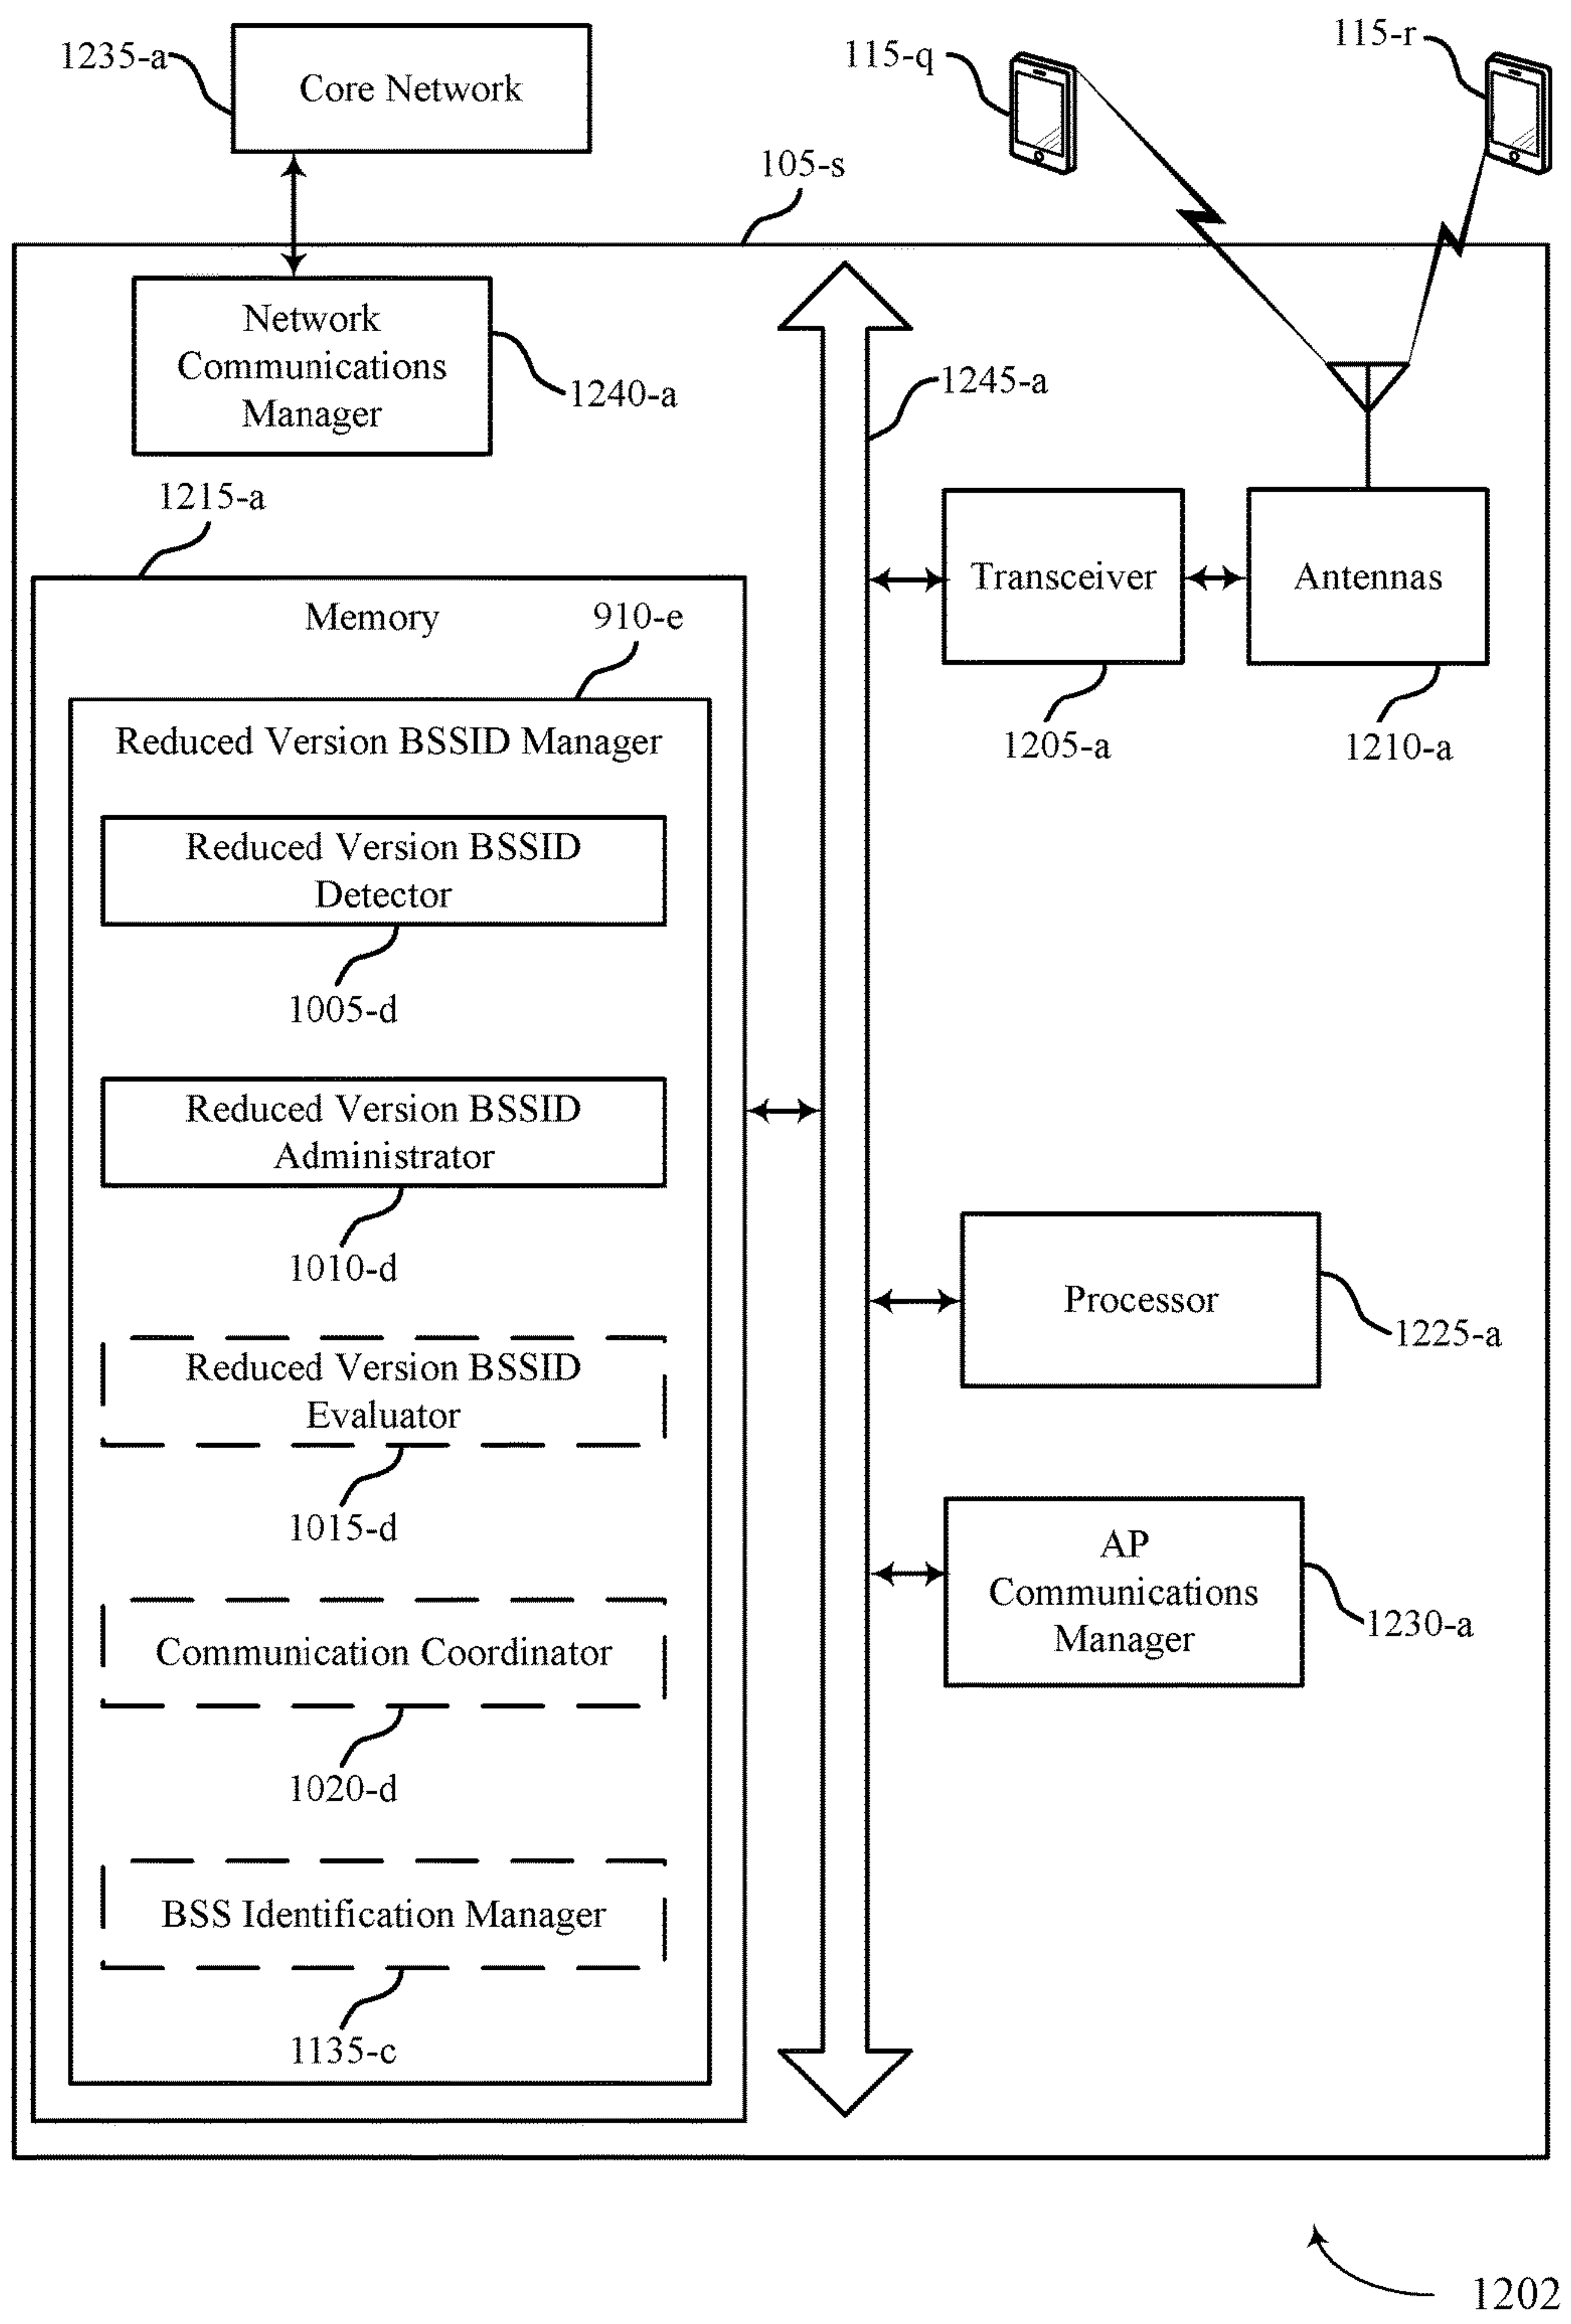 1235-a
Core Network
115-q
115-r
105-s
Network
Communications
Manager
1240-a
1245-a
1215-a
Memory
910-e
Reduced Version BSSID Manager
Reduced Version BSSID
Detector
1005-d
Reduced Version BSSID
Administrator
1010-d
Reduced Version BSSID
Evaluator
1015-d
Communication Coordinator
1020-d
BSS Identification Manager
1135-c
Transceiver
1205-a
Antennas
1210-a
Processor
1225-a
AP
Communications
Manager
1230-a
1202